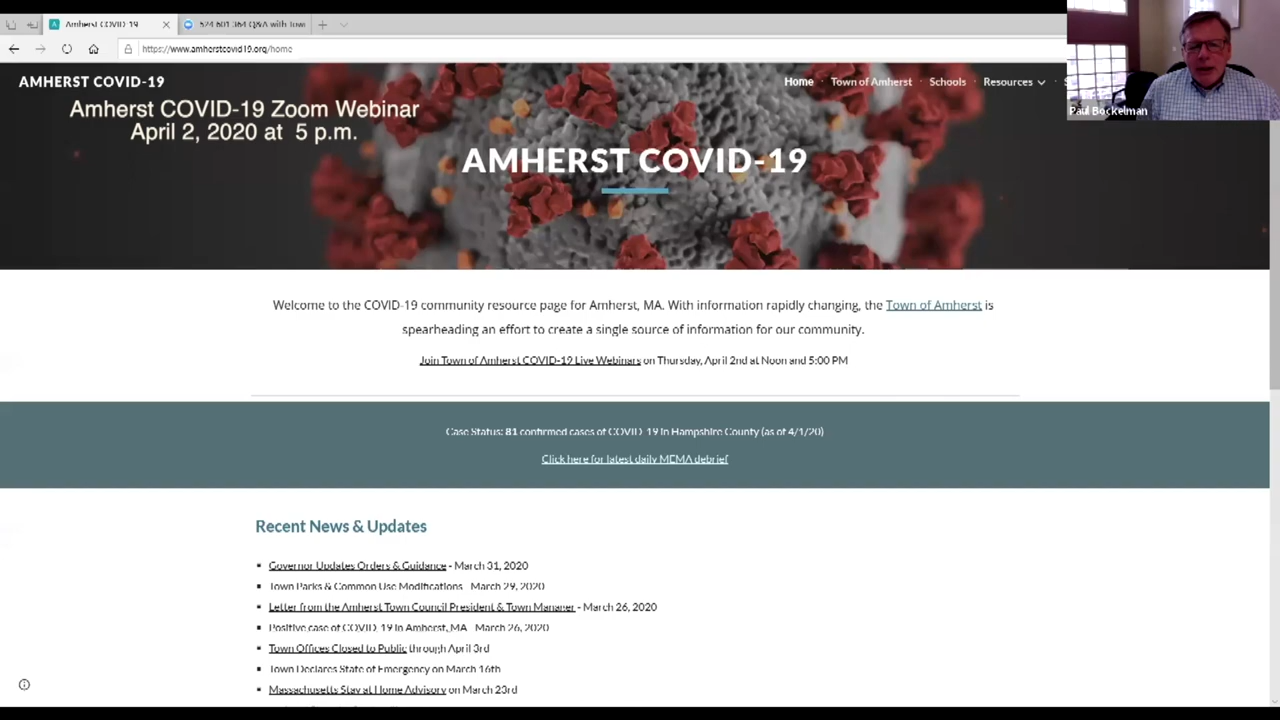 Amherst COVID-19
524 601 364 Q&A with Tow
https://www.amherstcovid19.org/home
AMHERST COVID-19
Home
Town of Amherst
Schools
Resources
Paul Bockelman
Amherst COVID-19 Zoom Webinar
April 2, 2020 at 5 p.m.
AMHERST COVID-19
Welcome to the COVID-19 community resource page for Amherst, MA. With information rapidly changing, the Town of Amherst is
spearheading an effort to create a single source of information for our community.
Join Town of Amherst COVID-19 Live Webinars on Thursday, April 2nd at Noon and 5:00 PM
Case Status: 81 confirmed cases of COVID-19 in Hampshire County (as of 4/1/20)
Click here for latest daily MEMA debrief
Recent News & Updates
Governor Updates Orders & Guidance - March 31, 2020
Town Parks & Common Use Modifications - March 29, 2020
Letter from the Amherst Town Council President & Town Manager - March 26, 2020
Positive case of COVID-19 in Amherst, MA - March 26, 2020
Town Offices Closed to Public through April 3rd
Town Declares State of Emergency on March 16th
Massachusetts Stay at Home Advisory on March 23rd